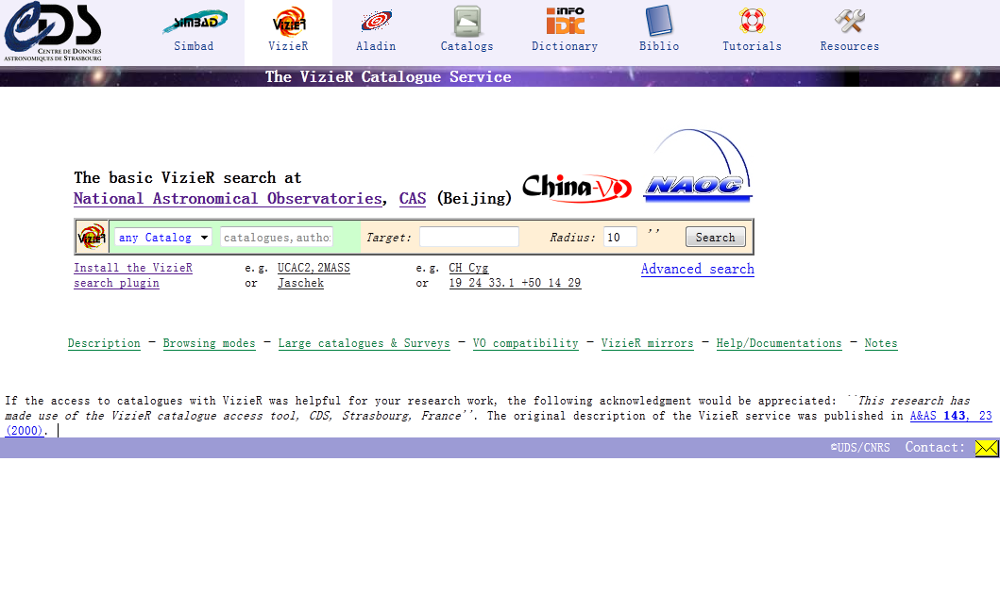 CDS
CENTRE DE DONNÉES
ASTRONOMIQUES DE STRASBOURG
SIMBAD
Simbad
VizieR
VizieR
Aladin
Catalogs
INFO
IDIC
Dictionary
Biblio
Tutorials
Resources
The VizieR Catalogue Service
The basic VizieR search at
National Astronomical Observatories, CAS (Beijing)
China-VO
NAOC
VizieR any Catalog catalogues,autho Target: Radius: 10 '' Search
Install the VizieR search plugin
e.g. UCAC2,2MASS
or Jaschek
e.g. CH Cyg
or 19 24 33.1 +50 14 29
Advanced search
Description - Browsing modes - Large catalogues & Surveys - VO compatibility - VizieR mirrors - Help/Documentations - Notes
If the access to catalogues with VizieR was helpful for your research work, the following acknowledgment would be appreciated: ``This research has
made use of the VizieR catalogue access tool, CDS, Strasbourg, France''. The original description of the VizieR service was published in A&AS 143, 23
(2000).
©UDS/CNRS Contact: